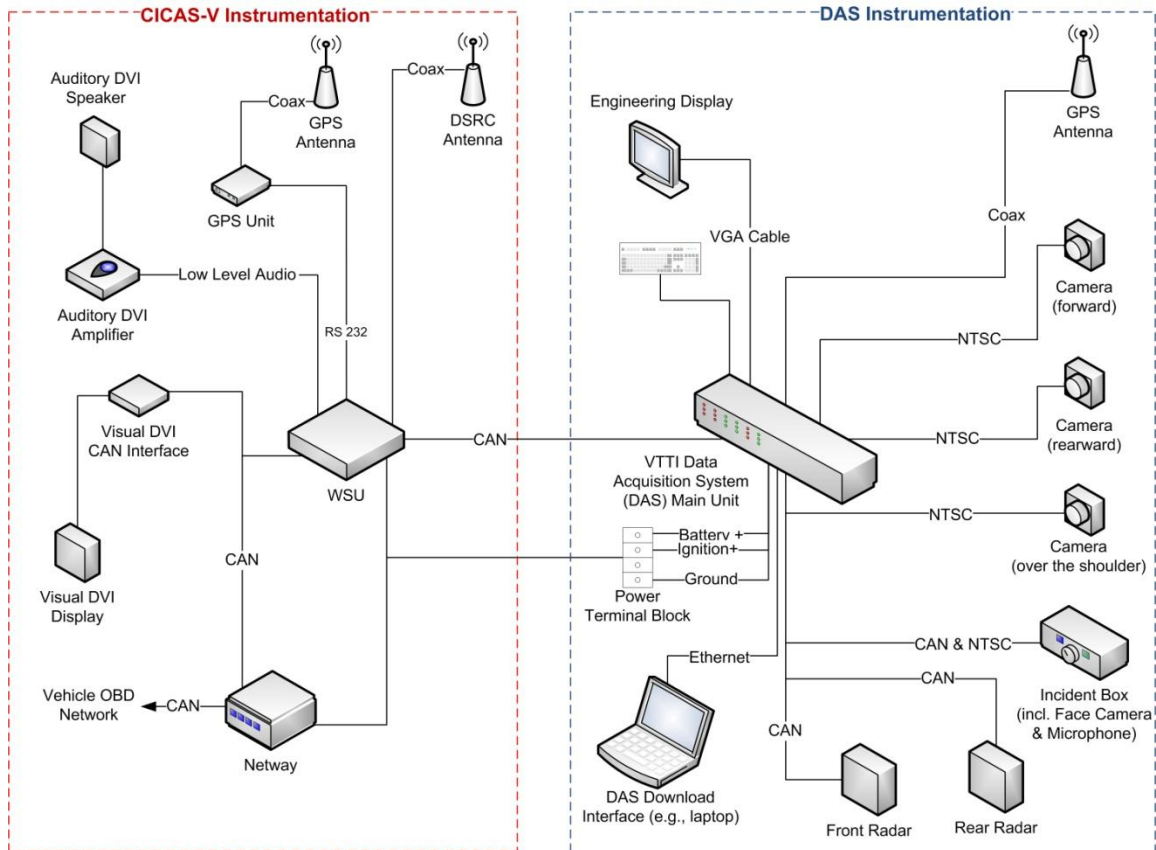 CICAS-V Instrumentation
DAS Instrumentation
Auditory DVI
Speaker
Coax
GPS
Antenna
Coax
DSRC
Antenna
Engineering Display
GPS
Antenna
GPS Unit
Coax
VGA Cable
Low Level Audio
Auditory DVI
Amplifier
RS 232
Camera
(forward)
NTSC
Visual DVI
CAN Interface
WSU
CAN
VTTI Data
Acquisition System
(DAS) Main Unit
NTSC
Camera
(rearward)
NTSC
Camera
(over the shoulder)
CAN
Visual DVI
Display
Battery +
Ignition+
Ground
Power
Terminal Block
Ethernet
CAN & NTSC
CAN
Incident Box
(incl. Face Camera
& Microphone)
Vehicle OBD
Network
CAN
Netway
CAN
DAS Download
Interface (e.g., laptop)
Front Radar
Rear Radar